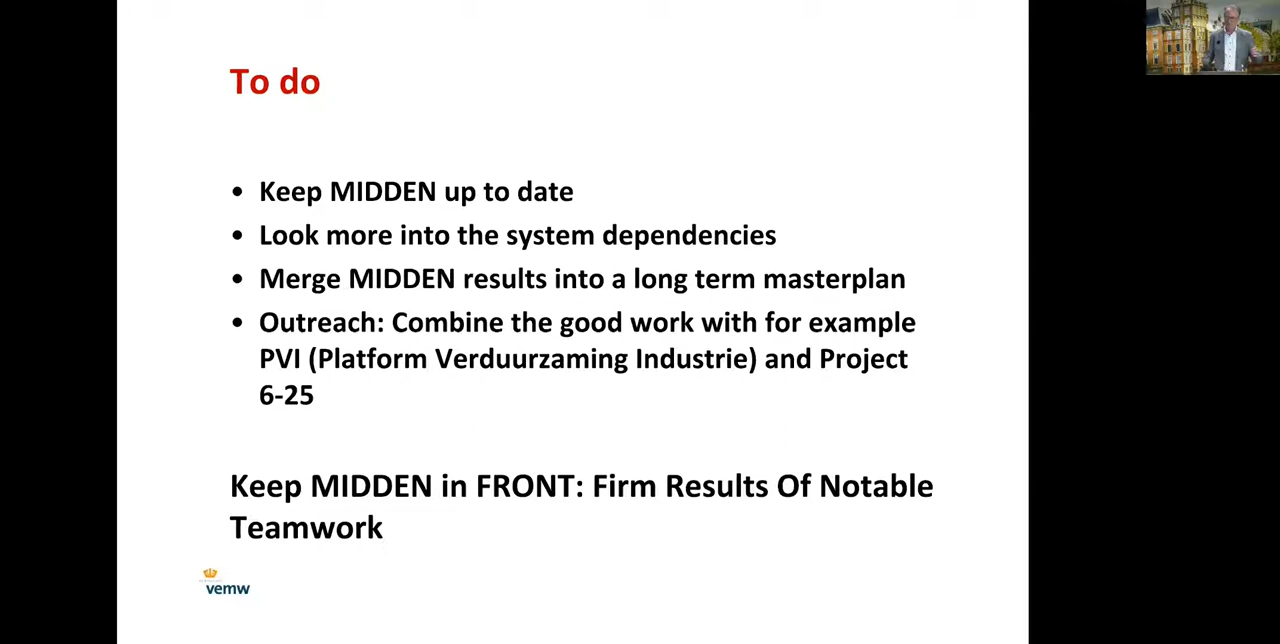 To do
• Keep MIDDEN up to date
• Look more into the system dependencies
• Merge MIDDEN results into a long term masterplan
• Outreach: Combine the good work with for example
PVI (Platform Verduurzaming Industrie) and Project
6-25
Keep MIDDEN in FRONT: Firm Results Of Notable
Teamwork
vemw